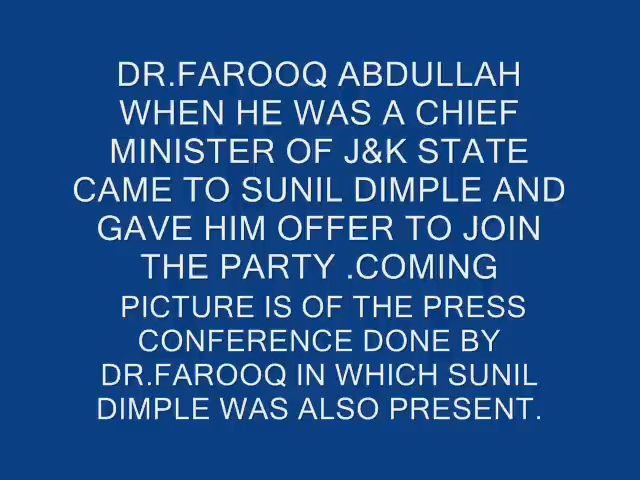 DR.FAROOQ ABDULLAH
WHEN HE WAS A CHIEF
MINISTER OF J&K STATE
CAME TO SUNIL DIMPLE AND
GAVE HIM OFFER TO JOIN
THE PARTY .COMING
PICTURE IS OF THE PRESS
CONFERENCE DONE BY
DR.FAROOQ IN WHICH SUNIL
DIMPLE WAS ALSO PRESENT.